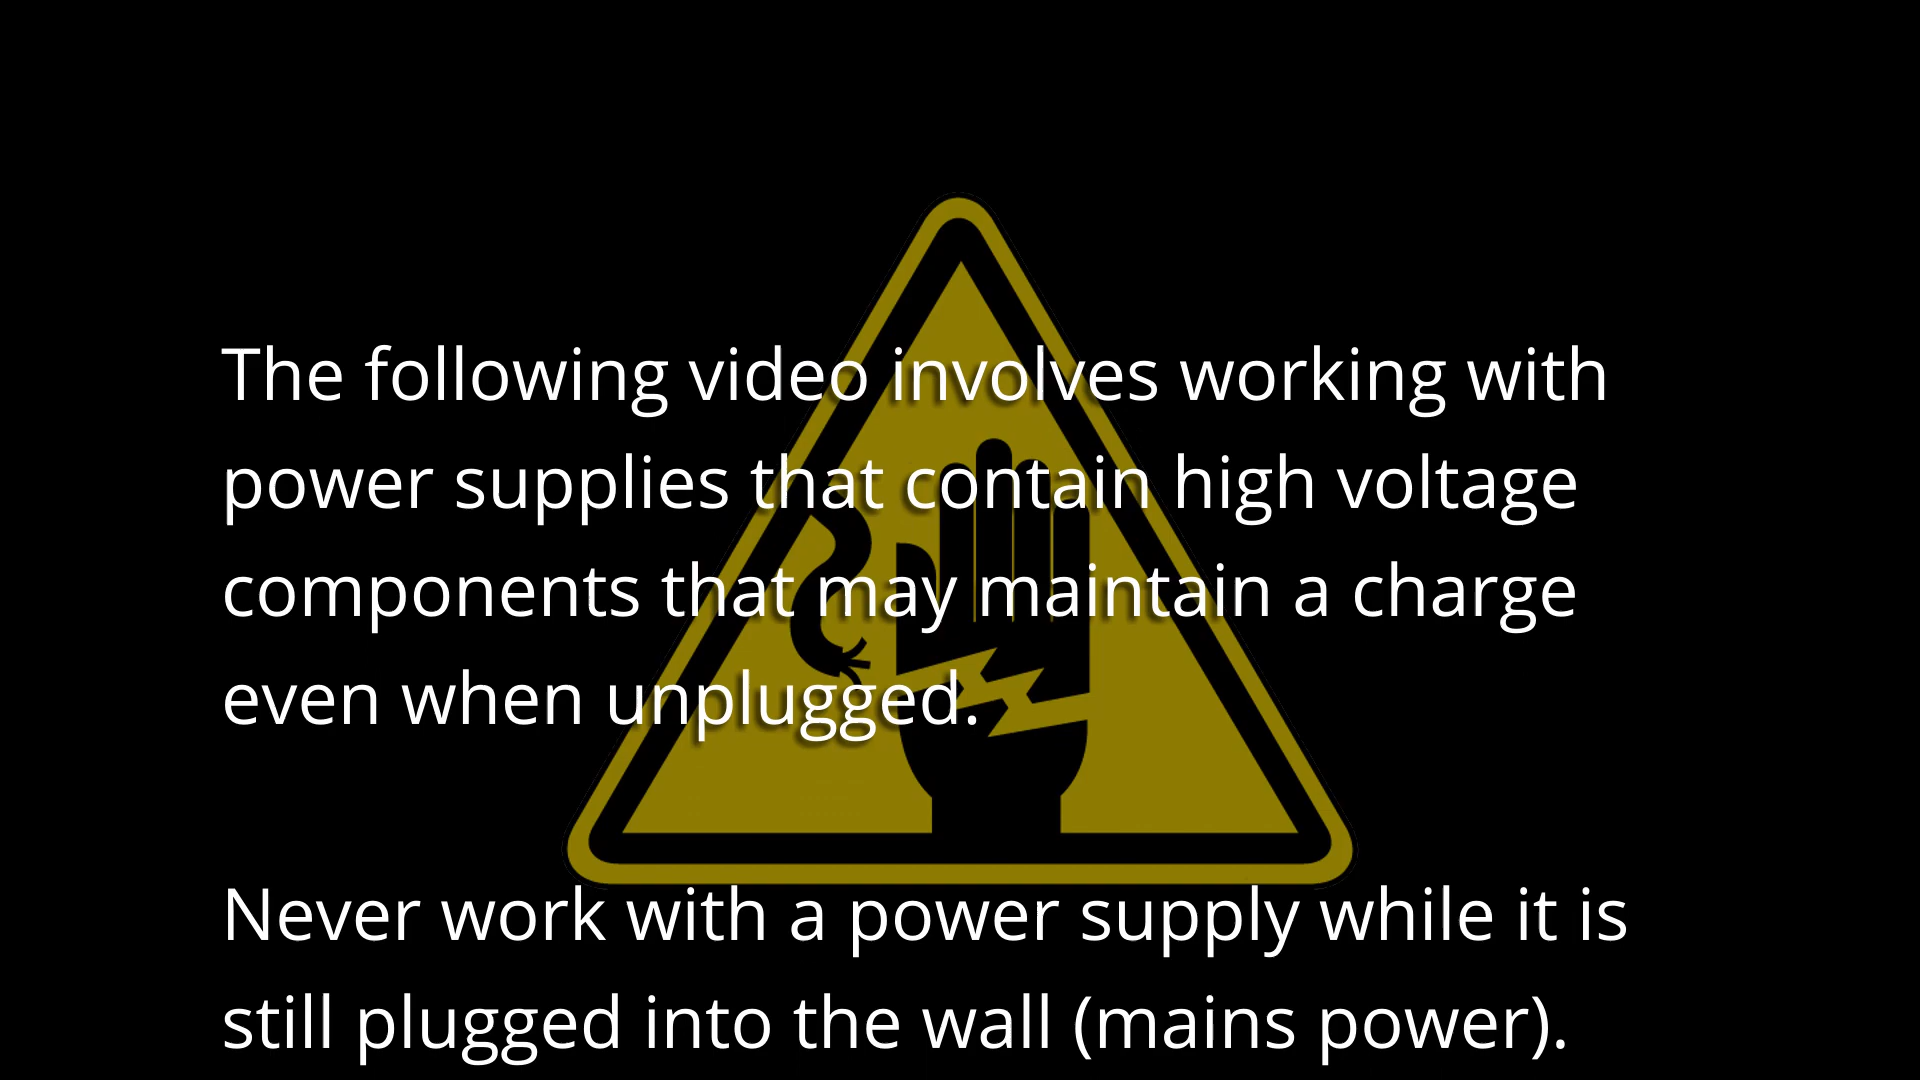 The following video involves working with
power supplies that contain high voltage
components that may maintain a charge
even when unplugged.
Never work with a power supply while it is
still plugged into the wall (mains power).